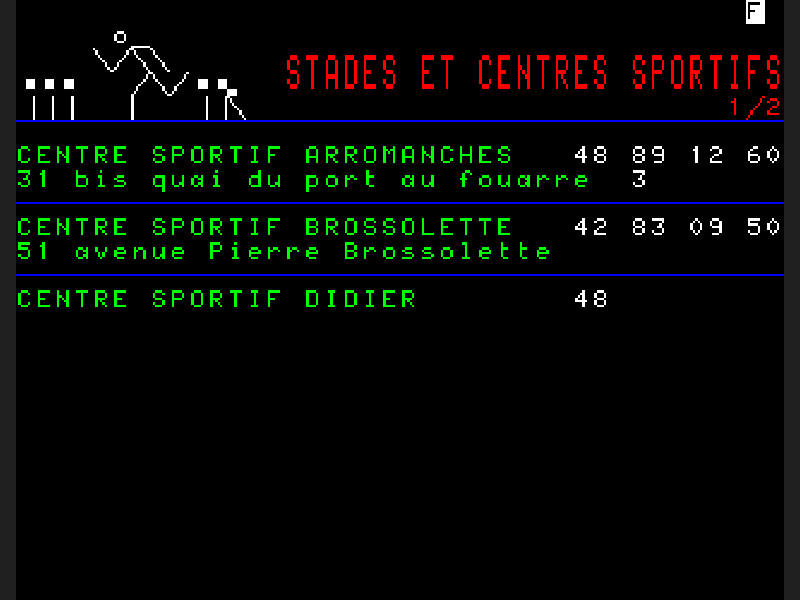 F
STADES ET CENTRES SPORTIFS
1/2
CENTRE SPORTIF ARROMANCHES 48 89 12 60
31 bis quai du port au fouarre 3
CENTRE SPORTIF BROSSOLETTE 42 83 09 50
51 avenue Pierre Brossolette
CENTRE SPORTIF DIDIER 48